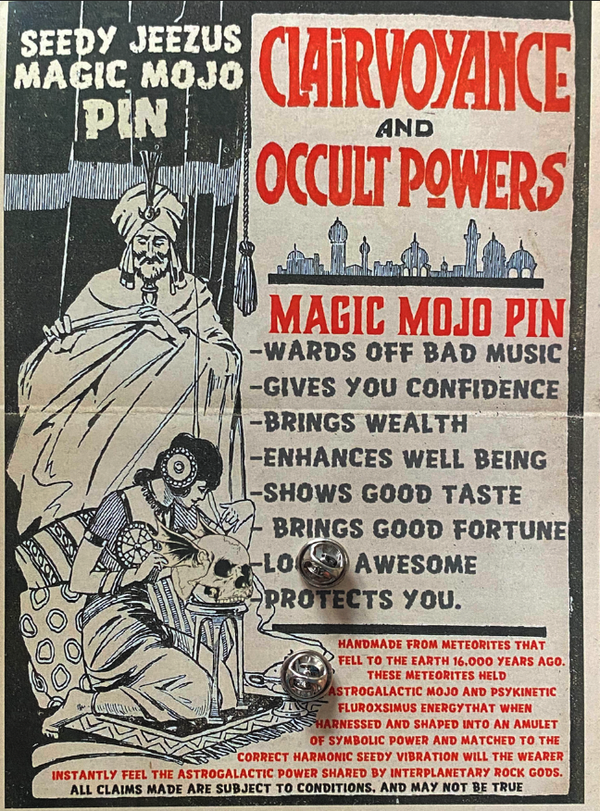 SEEDY JEEZUS
MAGIC MOJO
PIN
CLAIRVOYANCE
AND
OCCULT POWERS
MAGIC MOJO PIN
-WARDS OFF BAD MUSIC
-GIVES YOU CONFIDENCE
-BRINGS WEALTH
-ENHANCES WELL BEING
-SHOWS GOOD TASTE
- BRINGS GOOD FORTUNE
AWESOME
PROTECTS YOU.
HANDMADE FROM METEORITES THAT
FELL TO THE EARTH 16.000 YEARS AGO.
THESE METEORITES HELD
ASTROGALACTIC MOJO AND PSYKINETIC
FLUROXSIMUS ENERGYTHAT WHEN
HARNESSED AND SHAPED INTO AN AMULET
OF SYMBOLIC POWER AND MATCHED TO THE
CORRECT HARMONIC SEEDY VIBRATION WILL THE WEARER
INSTANTLY FEEL THE ASTROGALACTIC POWER SHARED BY INTERPLANETARY ROCK GODS.
ALL CLAIMS MADE ARE SUBJECT TO CONDITIONS. AND MAY NOT BE TRUE